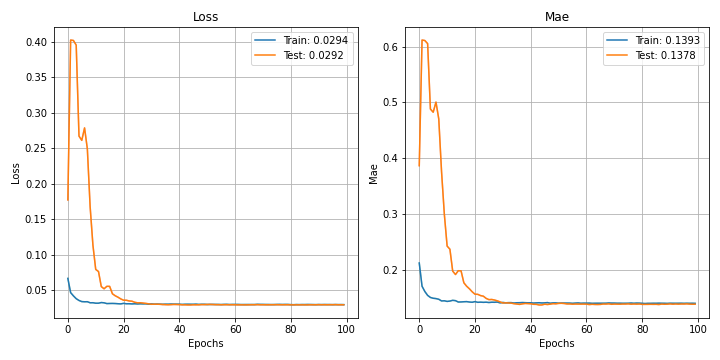 Loss
Train: 0.0294
Test: 0.0292
0.40
0.35
0.30
0.25
0.20
0.15
0.10
0.05
Loss
0 20 40 60 80 100
Epochs
Mae
Train: 0.1393
Test: 0.1378
0.6
0.5
0.4
0.3
0.2
Mae
0 20 40 60 80 100
Epochs